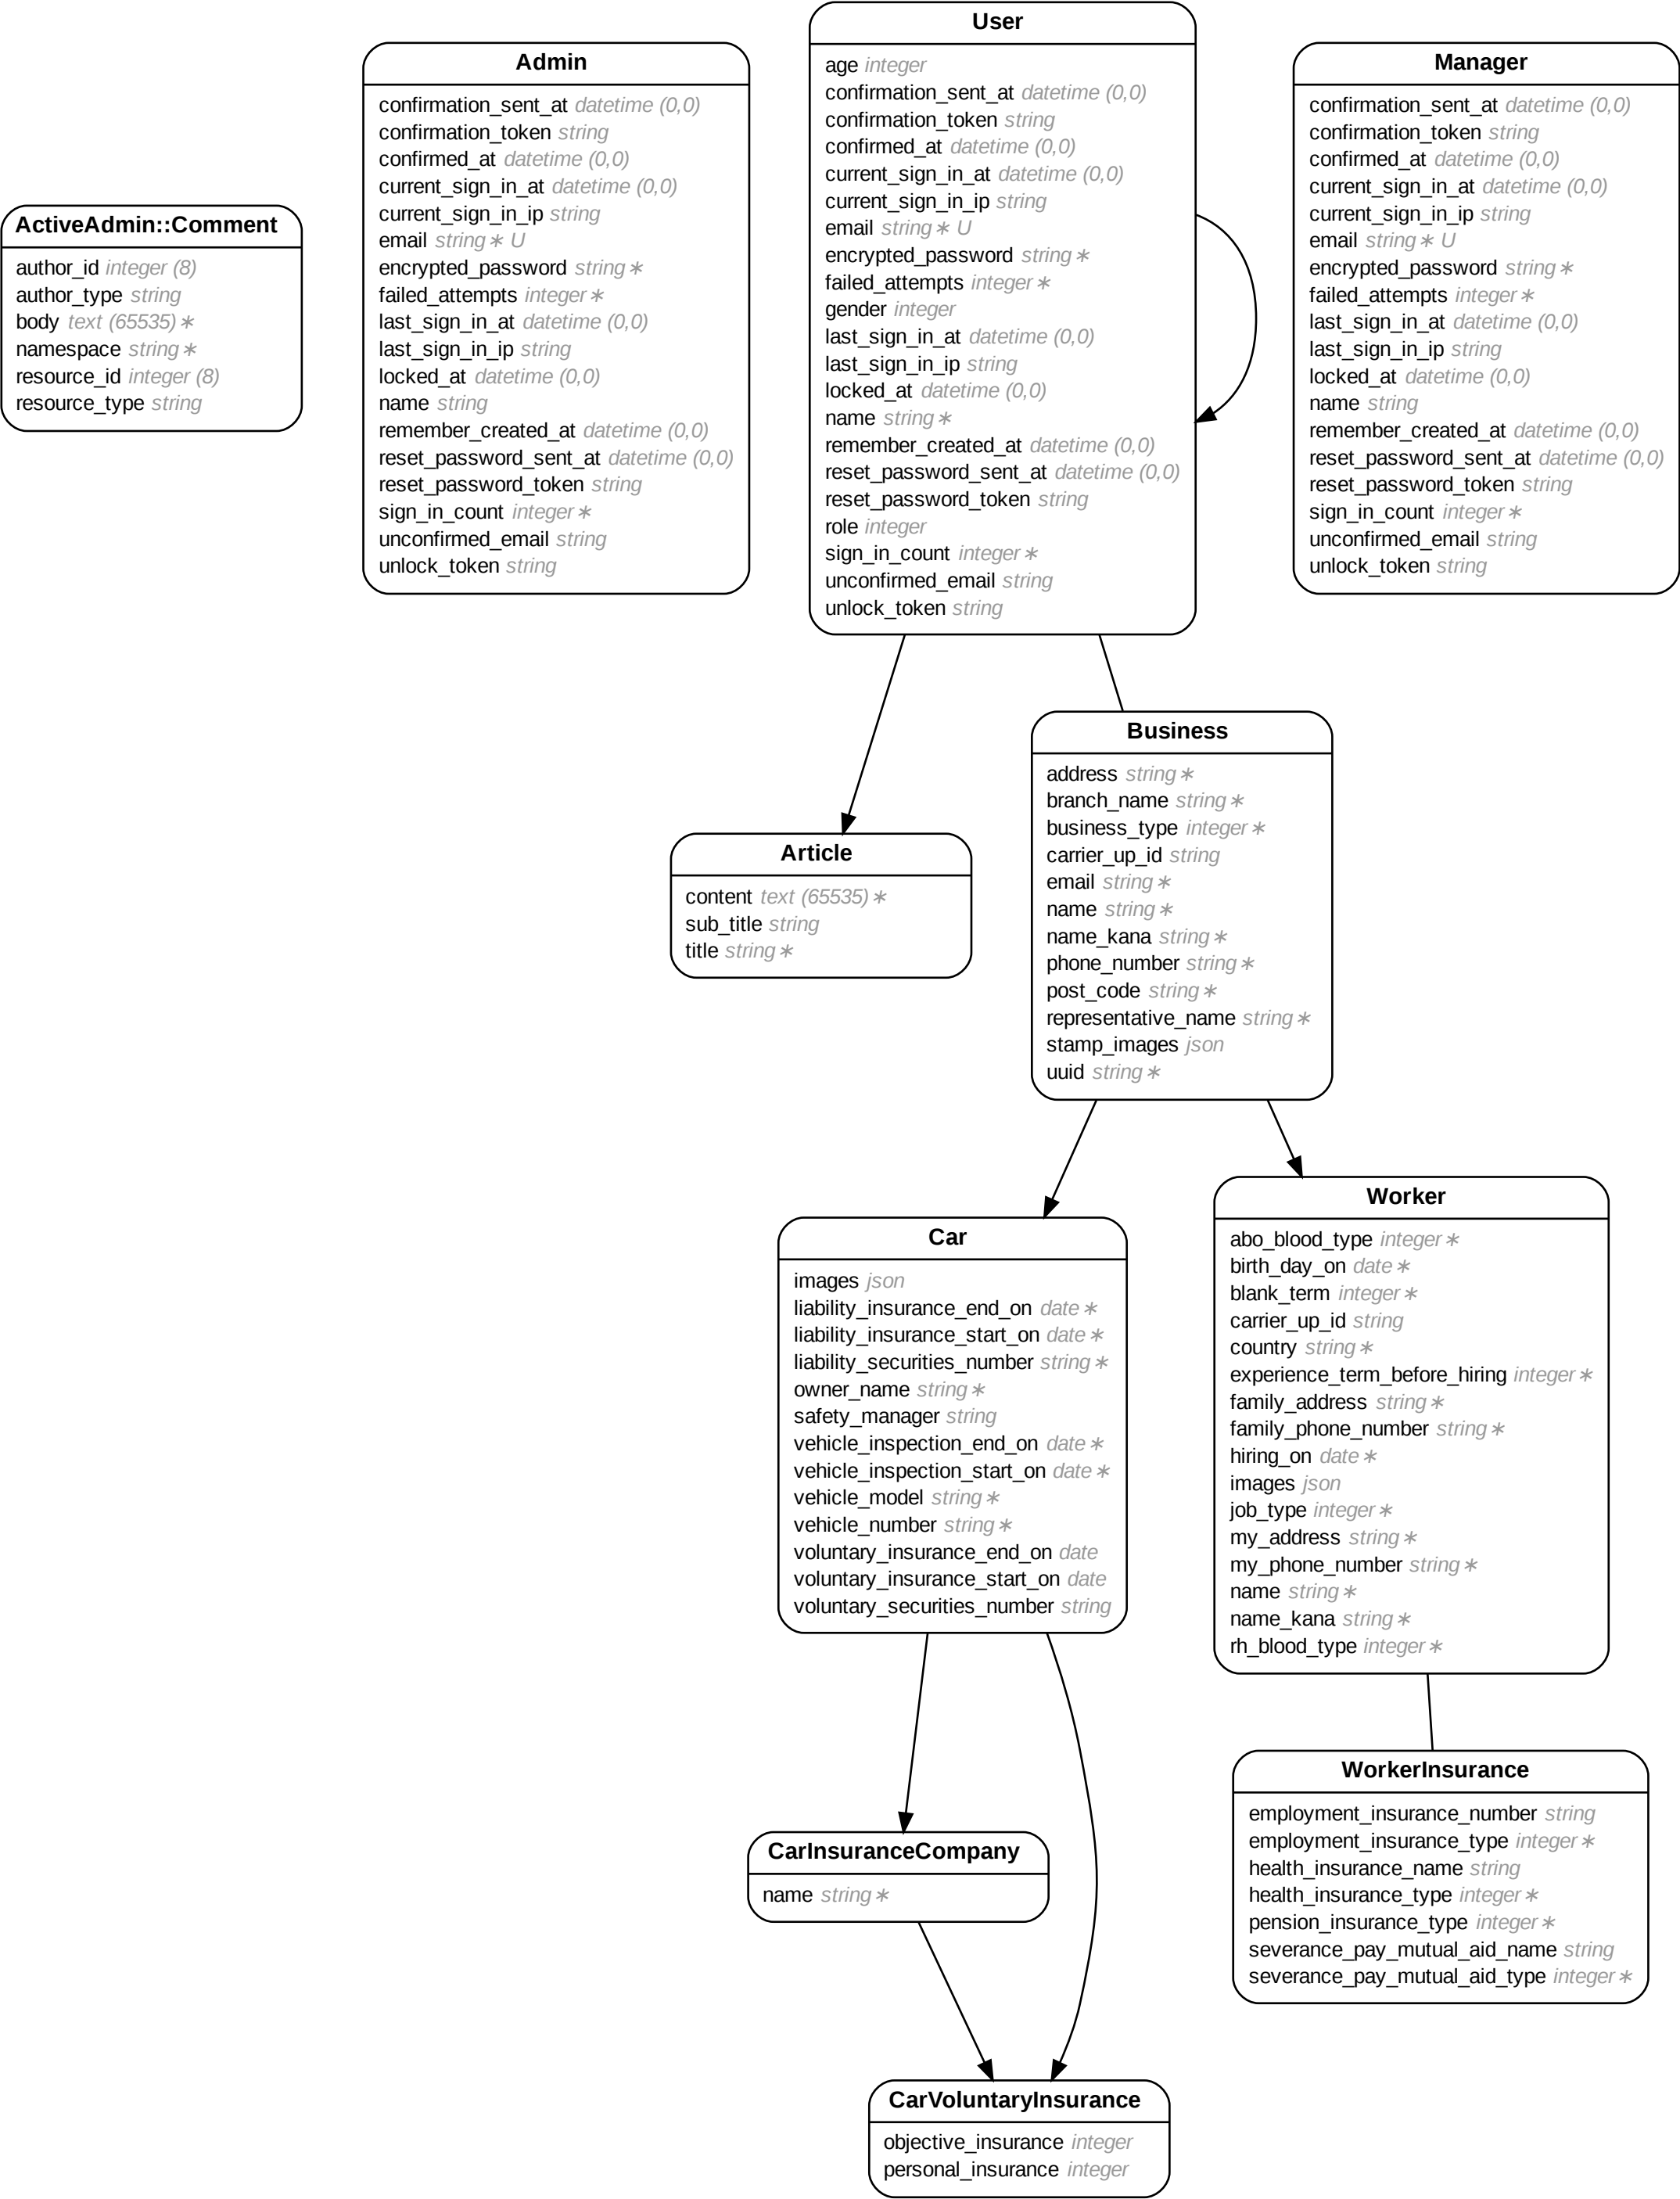 ActiveAdmin::Comment
author_id integer (8)
author_type string
body text (65535)∗
namespace string∗
resource_id integer (8)
resource_type string
Admin
confirmation_sent_at datetime (0,0)
confirmation_token string
confirmed_at datetime (0,0)
current_sign_in_at datetime (0,0)
current_sign_in_ip string
email string∗ U
encrypted_password string∗
failed_attempts integer∗
last_sign_in_at datetime (0,0)
last_sign_in_ip string
locked_at datetime (0,0)
name string
remember_created_at datetime (0,0)
reset_password_sent_at datetime (0,0)
reset_password_token string
sign_in_count integer∗
unconfirmed_email string
unlock_token string
User
age integer
confirmation_sent_at datetime (0,0)
confirmation_token string
confirmed_at datetime (0,0)
current_sign_in_at datetime (0,0)
current_sign_in_ip string
email string∗ U
encrypted_password string∗
failed_attempts integer∗
gender integer
last_sign_in_at datetime (0,0)
last_sign_in_ip string
locked_at datetime (0,0)
name string∗
remember_created_at datetime (0,0)
reset_password_sent_at datetime (0,0)
reset_password_token string
role integer
sign_in_count integer∗
unconfirmed_email string
unlock_token string
Manager
confirmation_sent_at datetime (0,0)
confirmation_token string
confirmed_at datetime (0,0)
current_sign_in_at datetime (0,0)
current_sign_in_ip string
email string∗ U
encrypted_password string∗
failed_attempts integer∗
last_sign_in_at datetime (0,0)
last_sign_in_ip string
locked_at datetime (0,0)
name string
remember_created_at datetime (0,0)
reset_password_sent_at datetime (0,0)
reset_password_token string
sign_in_count integer∗
unconfirmed_email string
unlock_token string
Article
content text (65535)∗
sub_title string
title string∗
Business
address string∗
branch_name string∗
business_type integer∗
carrier_up_id string
email string∗
name string∗
name_kana string∗
phone_number string∗
post_code string∗
representative_name string∗
stamp_images json
uuid string∗
Car
images json
liability_insurance_end_on date∗
liability_insurance_start_on date∗
liability_securities_number string∗
owner_name string∗
safety_manager string
vehicle_inspection_end_on date∗
vehicle_inspection_start_on date∗
vehicle_model string∗
vehicle_number string∗
voluntary_insurance_end_on date
voluntary_insurance_start_on date
voluntary_securities_number string
Worker
abo_blood_type integer∗
birth_day_on date∗
blank_term integer∗
carrier_up_id string
country string∗
experience_term_before_hiring integer∗
family_address string∗
family_phone_number string∗
hiring_on date∗
images json
job_type integer∗
my_address string∗
my_phone_number string∗
name string∗
name_kana string∗
rh_blood_type integer∗
CarInsuranceCompany
name string∗
WorkerInsurance
employment_insurance_number string
employment_insurance_type integer∗
health_insurance_name string
health_insurance_type integer∗
pension_insurance_type integer∗
severance_pay_mutual_aid_name string
severance_pay_mutual_aid_type integer∗
CarVoluntaryInsurance
objective_insurance integer
personal_insurance integer